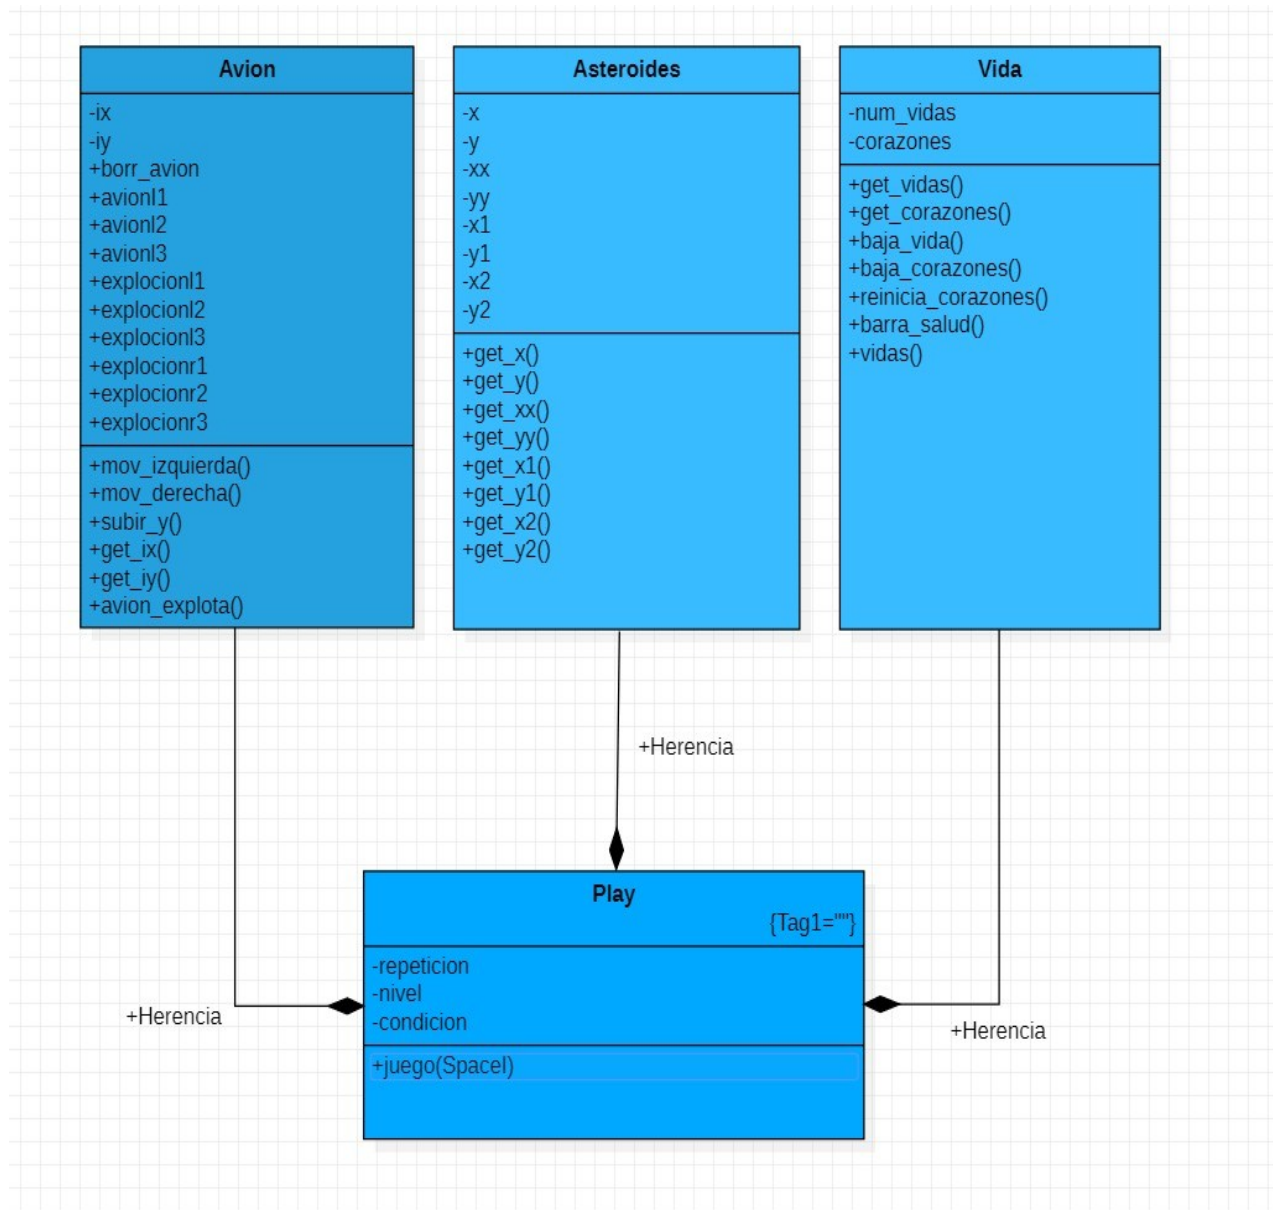 Avion
-ix
-iy
+borr_avion
+avionl1
+avionl2
+avionl3
+explocionl1
+explocionl2
+explocionl3
+explocionr1
+explocionr2
+explocionr3
+mov_izquierda()
+mov_derecha()
+subir_y()
+get_ix()
+get_iy()
+avion_explota()
Asteroides
-x
-y
-xx
-yy
-x1
-y1
-x2
-y2
+get_x()
+get_y()
+get_xx()
+get_yy()
+get_x1()
+get_y1()
+get_x2()
+get_y2()
Vida
-num_vidas
-corazones
+get_vidas()
+get_corazones()
+baja_vida()
+baja_corazones()
+reinicia_corazones()
+barra_salud()
+vidas()
+Herencia
+Herencia
+Herencia
Play
{Tag1=""}
-repeticion
-nivel
-condicion
+juego(SpaceI)